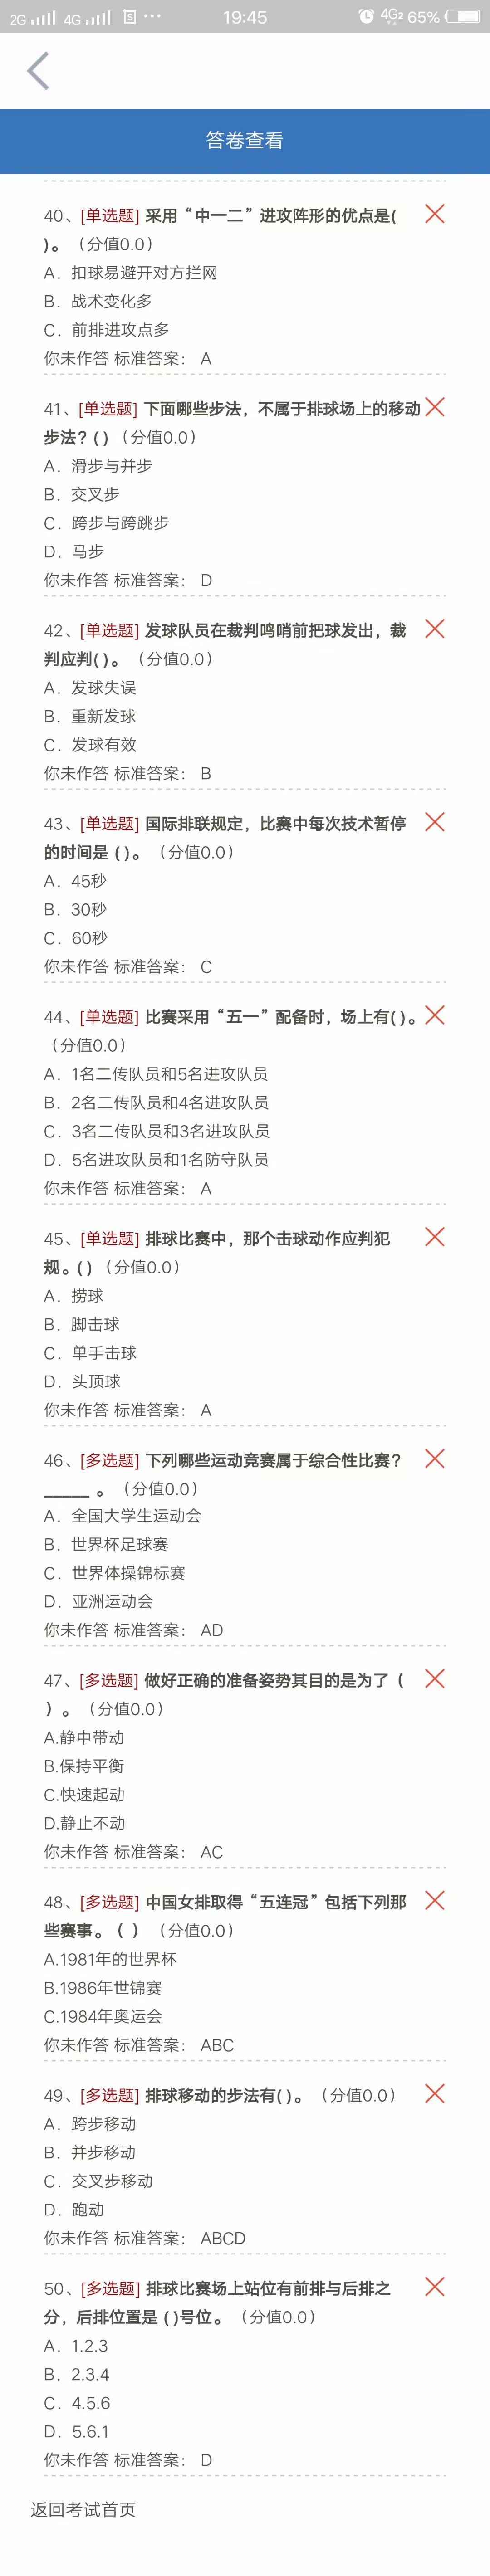 2G 4G S ··· 19:45 4G2 65%
答卷查看
40、[单选题] 采用“中一二”进攻阵形的优点是(
)。（分值0.0）
A．扣球易避开对方拦网
B．战术变化多
C．前排进攻点多
你未作答 标准答案： A
41、[单选题] 下面哪些步法，不属于排球场上的移动
步法？( )（分值0.0）
A．滑步与并步
B．交叉步
C．跨步与跨跳步
D．马步
你未作答 标准答案： D
42、[单选题] 发球队员在裁判鸣哨前把球发出，裁
判应判( )。（分值0.0）
A．发球失误
B．重新发球
C．发球有效
你未作答 标准答案： B
43、[单选题] 国际排联规定，比赛中每次技术暂停
的时间是 ( )。（分值0.0）
A．45秒
B．30秒
C．60秒
你未作答 标准答案： C
44、[单选题] 比赛采用“五一”配备时，场上有( )。
（分值0.0）
A．1名二传队员和5名进攻队员
B．2名二传队员和4名进攻队员
C．3名二传队员和3名进攻队员
D．5名进攻队员和1名防守队员
你未作答 标准答案： A
45、[单选题] 排球比赛中，那个击球动作应判犯
规。( )（分值0.0）
A．捞球
B．脚击球
C．单手击球
D．头顶球
你未作答 标准答案： A
46、[多选题] 下列哪些运动竞赛属于综合性比赛？
_____ 。（分值0.0）
A．全国大学生运动会
B．世界杯足球赛
C．世界体操锦标赛
D．亚洲运动会
你未作答 标准答案： AD
47、[多选题] 做好正确的准备姿势其目的是为了（
）。（分值0.0）
A.静中带动
B.保持平衡
C.快速起动
D.静止不动
你未作答 标准答案： AC
48、[多选题] 中国女排取得“五连冠”包括下列那
些赛事。（ ）（分值0.0）
A.1981年的世界杯
B.1986年世锦赛
C.1984年奥运会
你未作答 标准答案： ABC
49、[多选题] 排球移动的步法有( )。（分值0.0）
A．跨步移动
B．并步移动
C．交叉步移动
D．跑动
你未作答 标准答案： ABCD
50、[多选题] 排球比赛场上站位有前排与后排之
分，后排位置是 ( )号位。（分值0.0）
A．1.2.3
B．2.3.4
C．4.5.6
D．5.6.1
你未作答 标准答案： D
返回考试首页